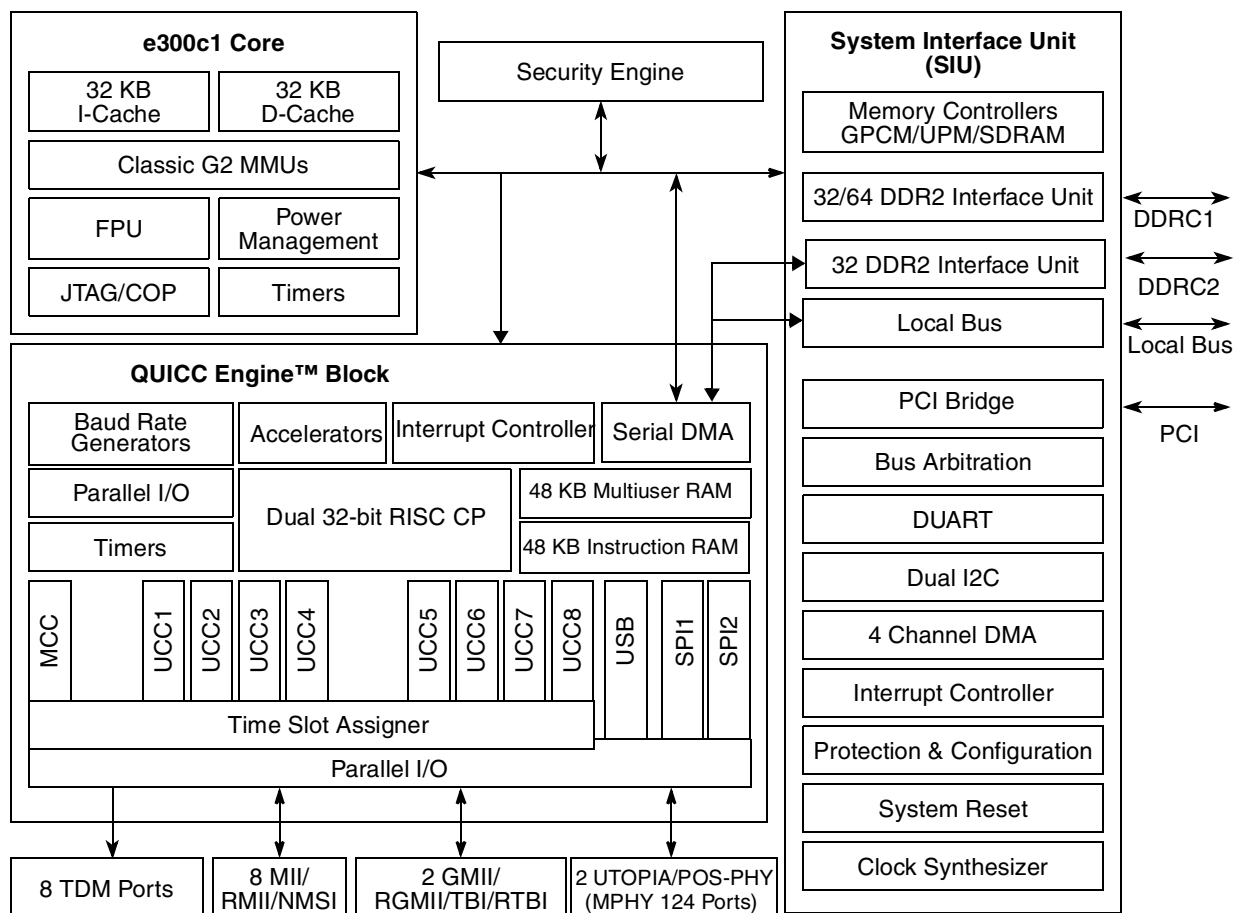 e300c1 Core
32 KB
I-Cache
32 KB
D-Cache
Classic G2 MMUs
FPU
Power
Management
JTAG/COP
Timers
Security Engine
System Interface Unit
(SIU)
Memory Controllers
GPCM/UPM/SDRAM
32/64 DDR2 Interface Unit
32 DDR2 Interface Unit
Local Bus
PCI Bridge
Bus Arbitration
DUART
Dual I2C
4 Channel DMA
Interrupt Controller
Protection & Configuration
System Reset
Clock Synthesizer
DDRC1
DDRC2
Local Bus
PCI
QUICC Engine™ Block
Baud Rate
Generators
Accelerators
Interrupt Controller
Serial DMA
Parallel I/O
Dual 32-bit RISC CP
48 KB Multiuser RAM
Timers
48 KB Instruction RAM
MCC
UCC1
UCC2
UCC3
UCC4
UCC5
UCC6
UCC7
UCC8
USB
SPI1
SPI2
Time Slot Assigner
Parallel I/O
8 TDM Ports
8 MII/
RMII/NMSI
2 GMII/
RGMII/TBI/RTBI
2 UTOPIA/POS-PHY
(MPHY 124 Ports)